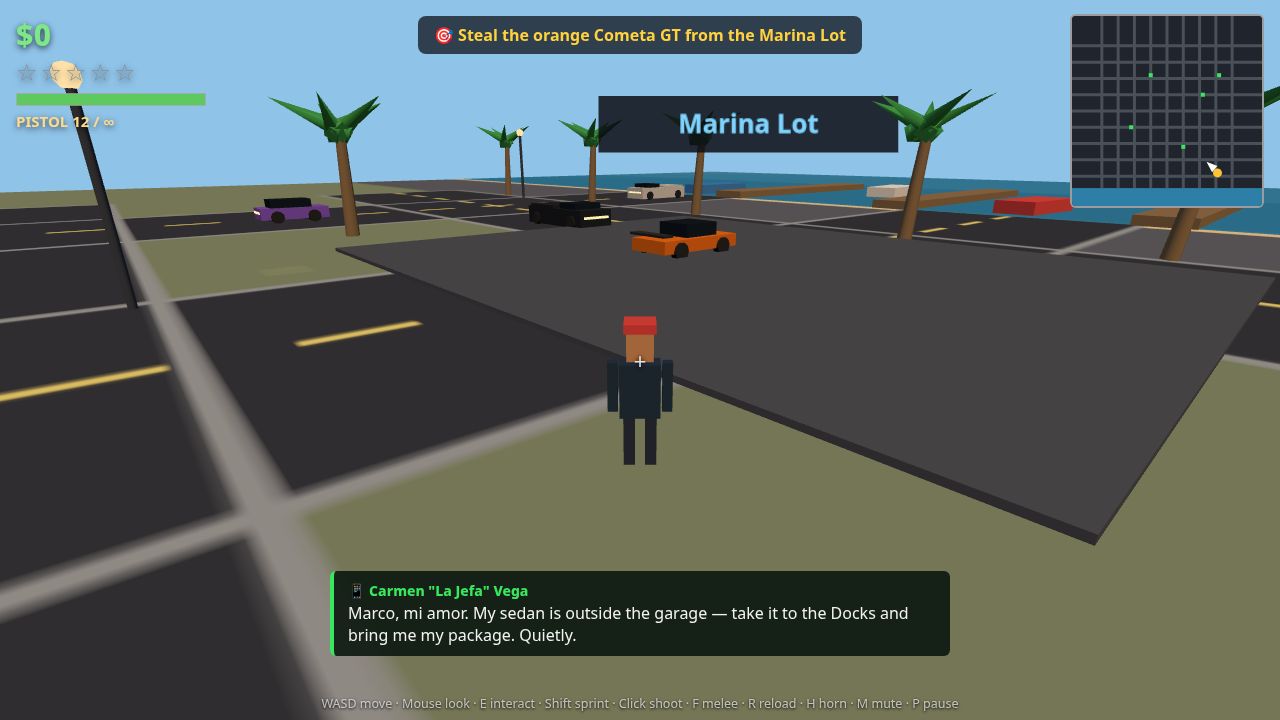 $0
🎯 Steal the orange Cometa GT from the Marina Lot
PISTOL 12 / ∞
Marina Lot
📱 Carmen "La Jefa" Vega
Marco, mi amor. My sedan is outside the garage — take it to the Docks and
bring me my package. Quietly.
WASD move · Mouse look · E interact · Shift sprint · Click shoot · F melee · R reload · H horn · M mute · P pause